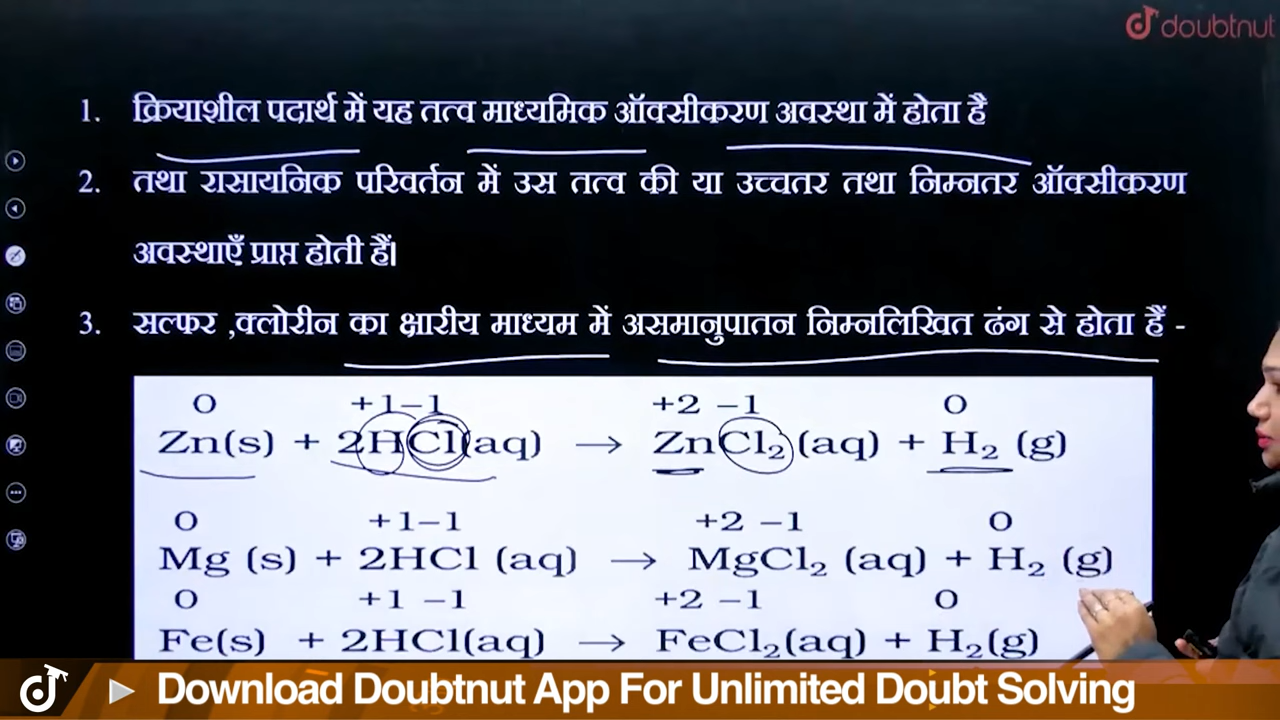 doubtnut
1. क्रियाशील पदार्थ में यह तत्व माध्यमिक ऑक्सीकरण अवस्था में होता है
2. तथा रासायनिक परिवर्तन में उस तत्व की या उच्चतर तथा निम्नतर ऑक्सीकरण
अवस्थाएँ प्राप्त होती हैं।
3. सल्फर ,क्लोरीन का क्षारीय माध्यम में असमानुपातन निम्नलिखित ढंग से होता हैं -
0 +1–1 +2 –1 0
Zn(s) + 2HCl(aq) → ZnCl₂ (aq) + H₂ (g)
0 +1–1 +2 –1 0
Mg (s) + 2HCl (aq) → MgCl₂ (aq) + H₂ (g)
0 +1 –1 +2 –1 0
Fe(s) + 2HCl(aq) → FeCl₂(aq) + H₂(g)
Download Doubtnut App For Unlimited Doubt Solving